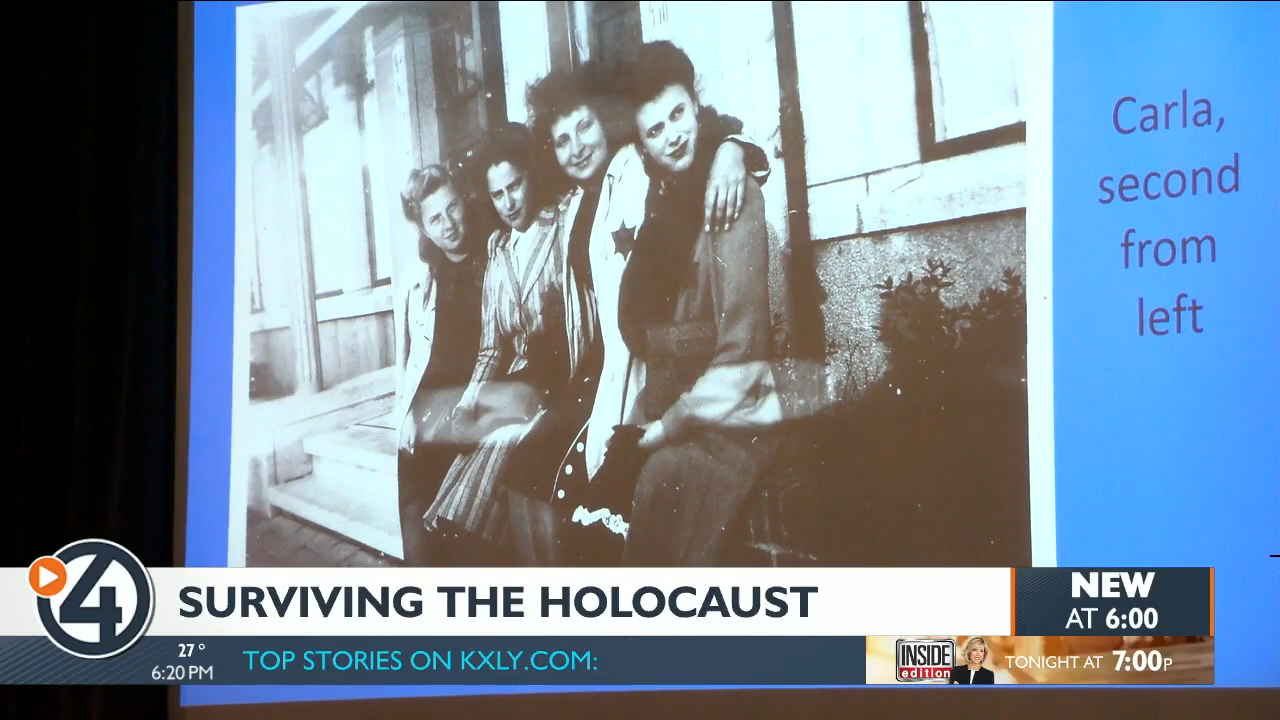 Carla,
second
from
left
4
SURVIVING THE HOLOCAUST
NEW
AT 6:00
27°
6:20 PM
TOP STORIES ON KXLY.COM:
INSIDE
edition
TONIGHT AT 7:00P